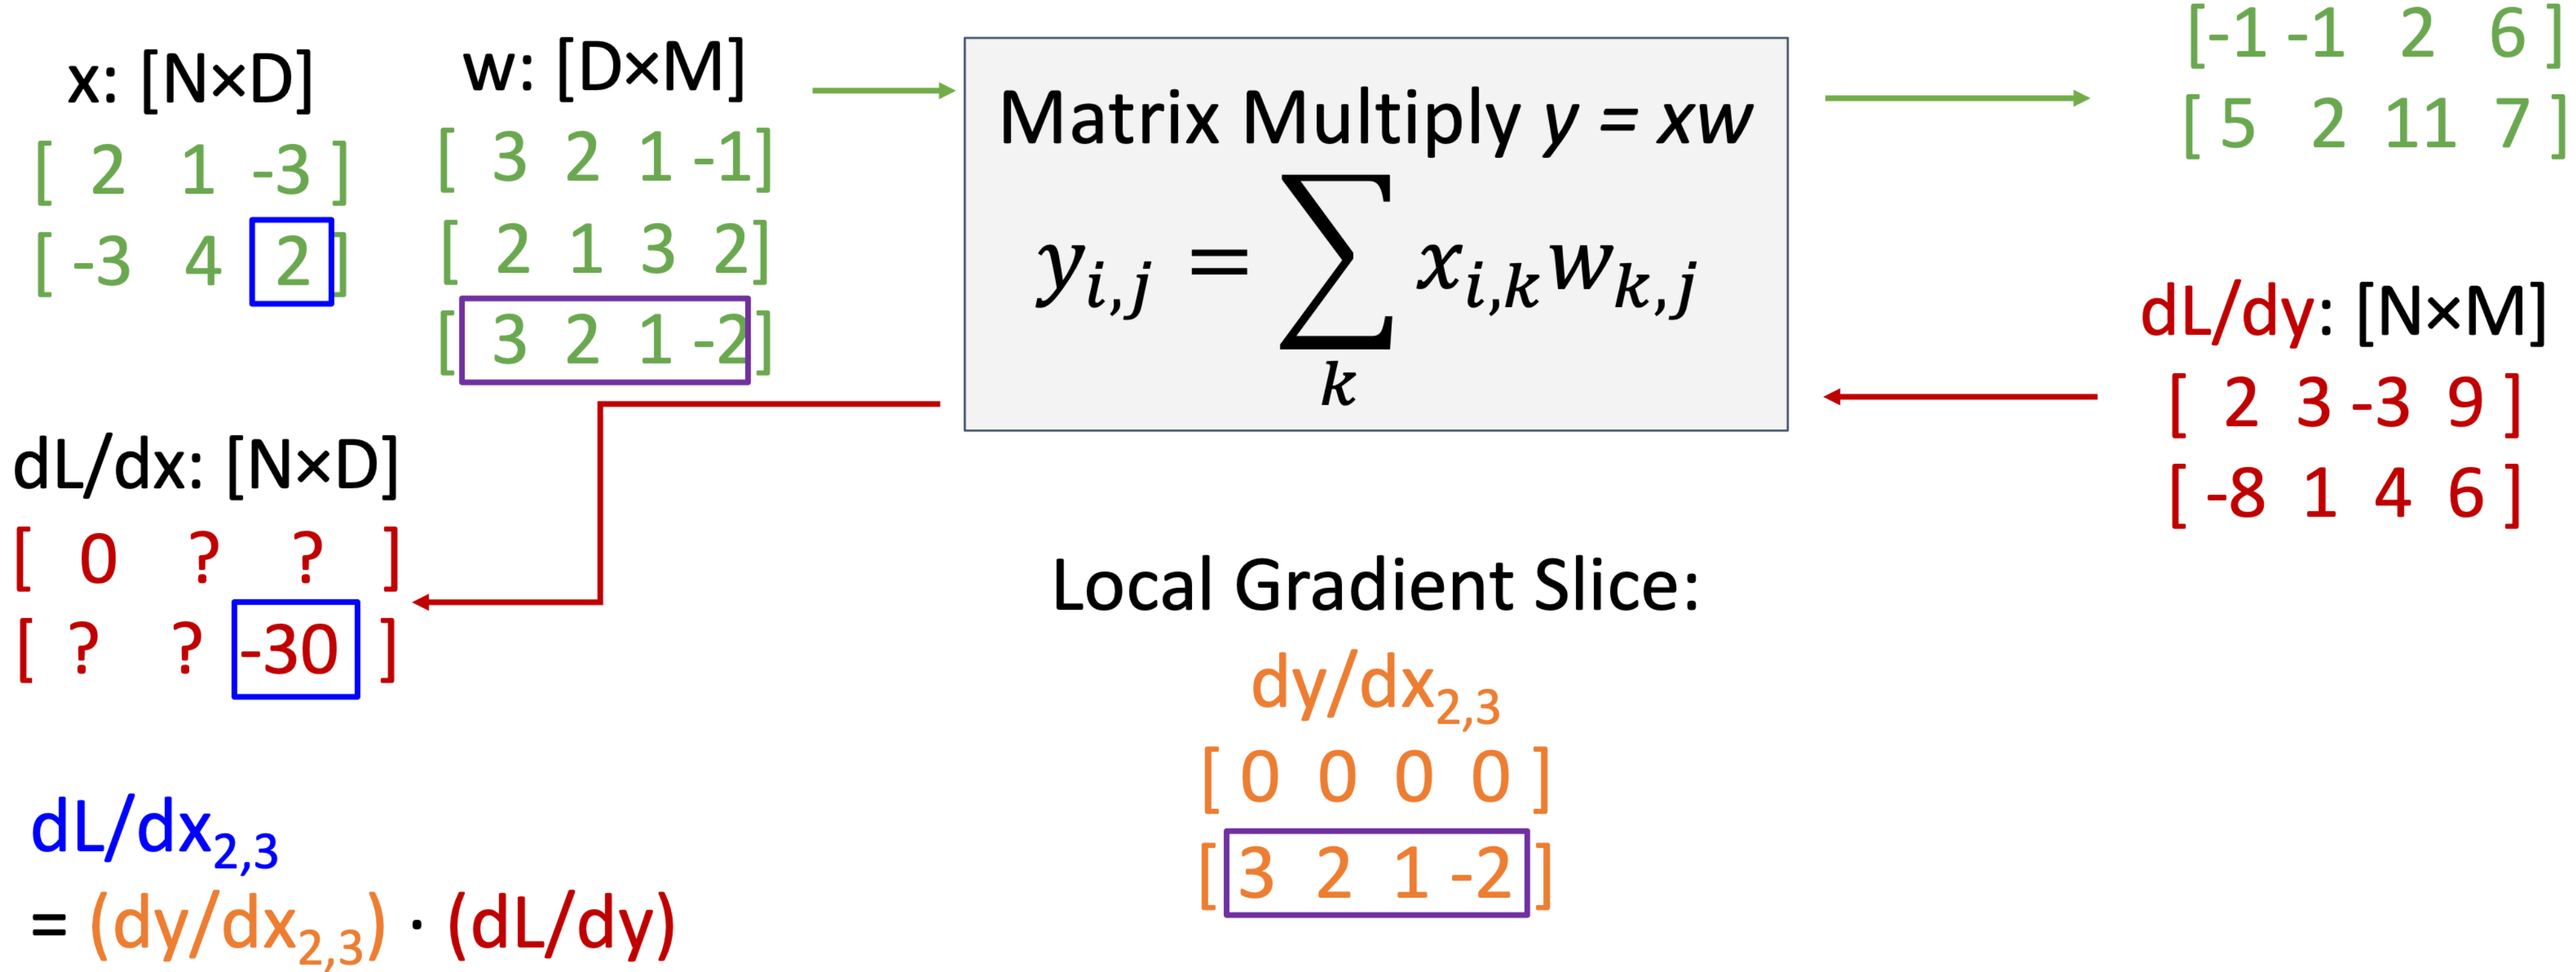 x: [N×D]
[ 2 1 -3 ]
[ -3 4 2 ]
w: [D×M]
[ 3 2 1 -1]
[ 2 1 3 2]
[ 3 2 1 -2]
Matrix Multiply y = xw
y_{i,j} = ∑_k x_{i,k} w_{k,j}
[-1 -1 2 6 ]
[ 5 2 11 7 ]
dL/dy: [N×M]
[ 2 3 -3 9 ]
[ -8 1 4 6 ]
dL/dx: [N×D]
[ 0 ? ? ]
[ ? ? -30 ]
Local Gradient Slice:
dy/dx_{2,3}
[ 0 0 0 0 ]
[ 3 2 1 -2 ]
dL/dx_{2,3}
= (dy/dx_{2,3}) · (dL/dy)